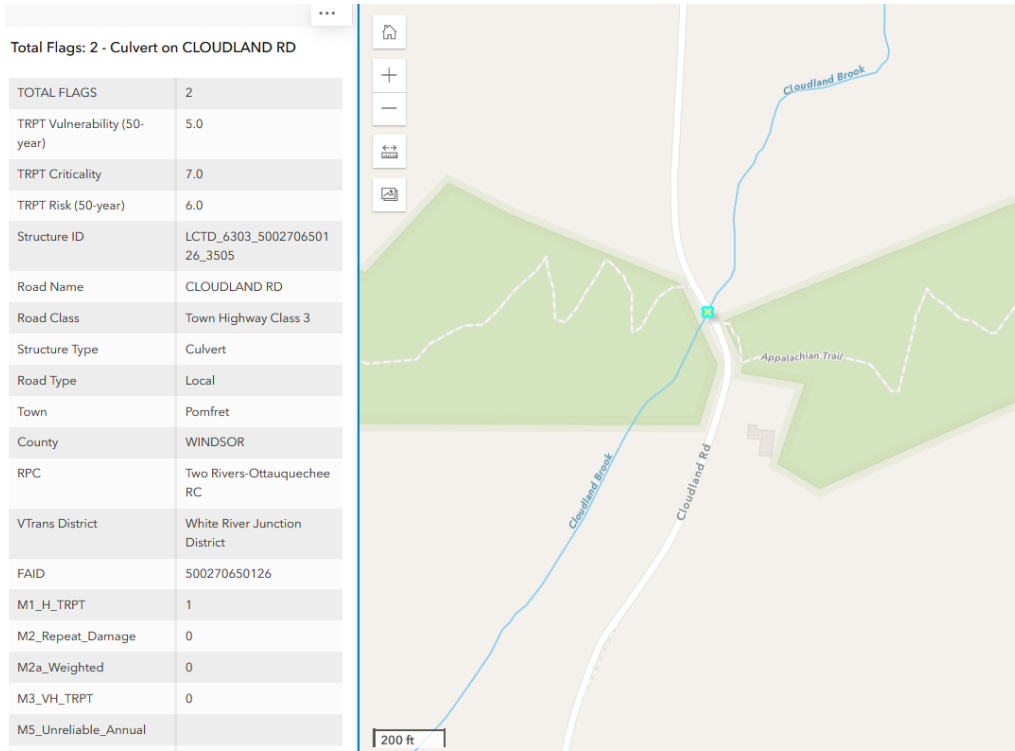 Total Flags: 2 - Culvert on CLOUDLAND RD
TOTAL FLAGS 2
TRPT Vulnerability (50-
year) 5.0
TRPT Criticality 7.0
TRPT Risk (50-year) 6.0
Structure ID LCTD_6303_5002706501
26_3505
Road Name CLOUDLAND RD
Road Class Town Highway Class 3
Structure Type Culvert
Road Type Local
Town Pomfret
County WINDSOR
RPC Two Rivers-Ottauquechee
RC
VTrans District White River Junction
District
FAID 500270650126
M1_H_TRPT 1
M2_Repeat_Damage 0
M2a_Weighted 0
M3_VH_TRPT 0
M5_Unreliable_Annual
Cloudland Brook
Appalachian Trail
Cloudland Rd
Cloudland Brook
200 ft